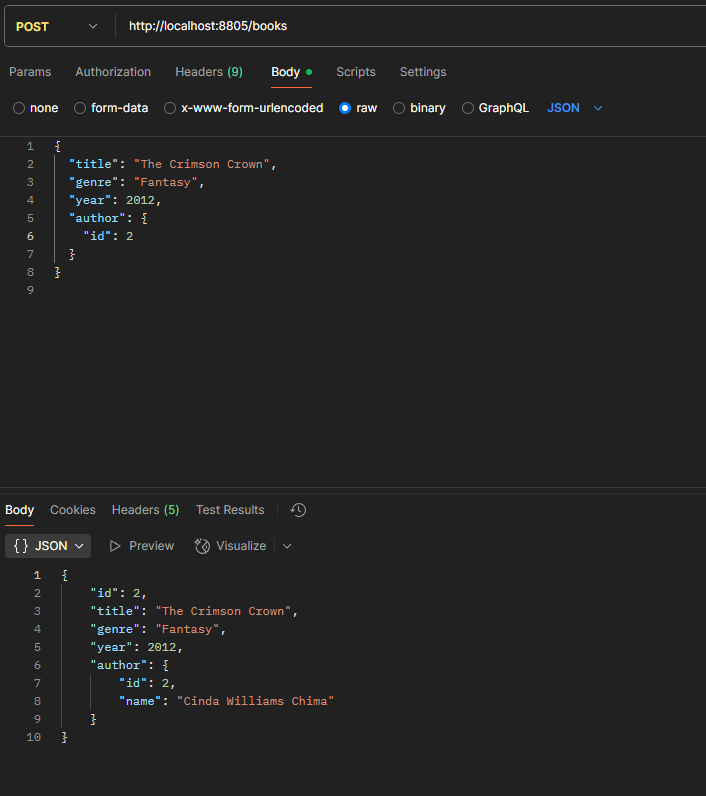 POST http://localhost:8805/books
Params Authorization Headers (9) Body Scripts Settings
none form-data x-www-form-urlencoded raw binary GraphQL JSON
1 {
2 "title": "The Crimson Crown",
3 "genre": "Fantasy",
4 "year": 2012,
5 "author": {
6 "id": 2
7 }
8 }
9
Body Cookies Headers (5) Test Results
{} JSON Preview Visualize
1 {
2 "id": 2,
3 "title": "The Crimson Crown",
4 "genre": "Fantasy",
5 "year": 2012,
6 "author": {
7 "id": 2,
8 "name": "Cinda Williams Chima"
9 }
10 }